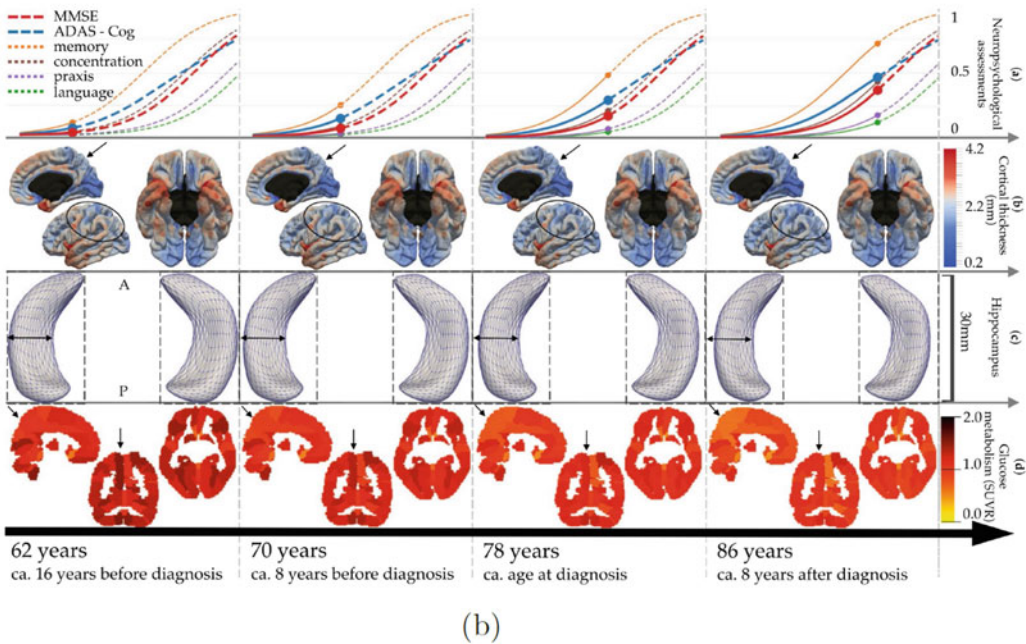 MMSE
ADAS - Cog
memory
concentration
praxis
language
1
0.5
0
Neuropsychological
assessments
(a)
4.2
2.2
0.2
Cortical thickness
(mm)
(b)
A
P
30mm
Hippocampus
(c)
2.0
1.0
0.0
Glucose
metabolism (SUVR)
(d)
62 years
ca. 16 years before diagnosis
70 years
ca. 8 years before diagnosis
78 years
ca. age at diagnosis
86 years
ca. 8 years after diagnosis
(b)